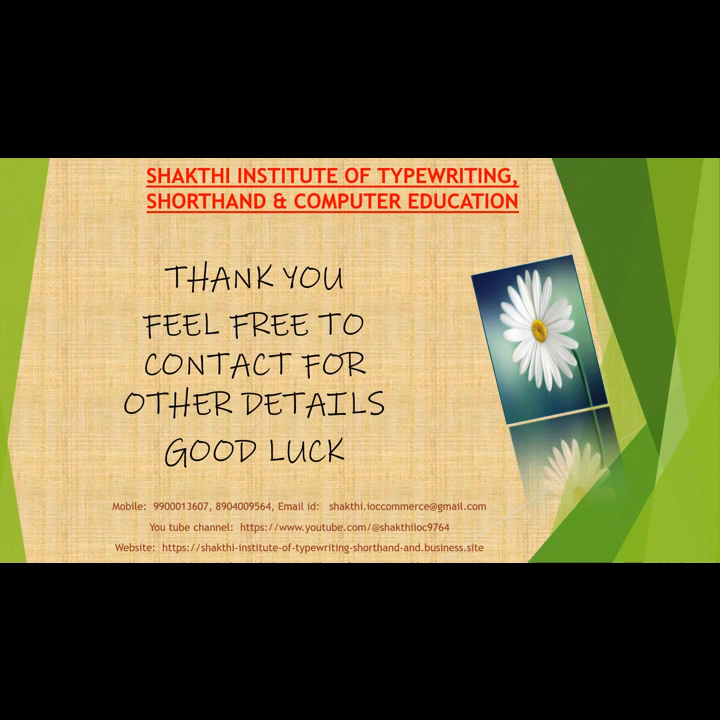 SHAKTHI INSTITUTE OF TYPEWRITING,
SHORTHAND & COMPUTER EDUCATION
THANK YOU
FEEL FREE TO
CONTACT FOR
OTHER DETAILS
GOOD LUCK
Mobile: 9900013607, 8904009564, Email id: shakthi.ioccommerce@gmail.com
You tube channel: https://www.youtube.com/@shakthiioc9764
Website: https://shakthi-institute-of-typewriting-shorthand-and.business.site